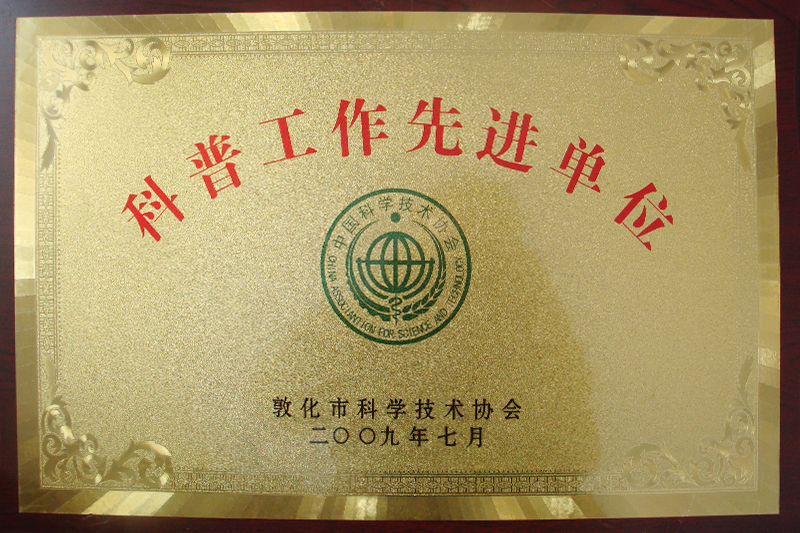 科普工作先进单位
中国科学技术协会
CHINA ASSOCIATION FOR SCIENCE AND TECHNOLOGY
敦化市科学技术协会
二〇〇九年七月